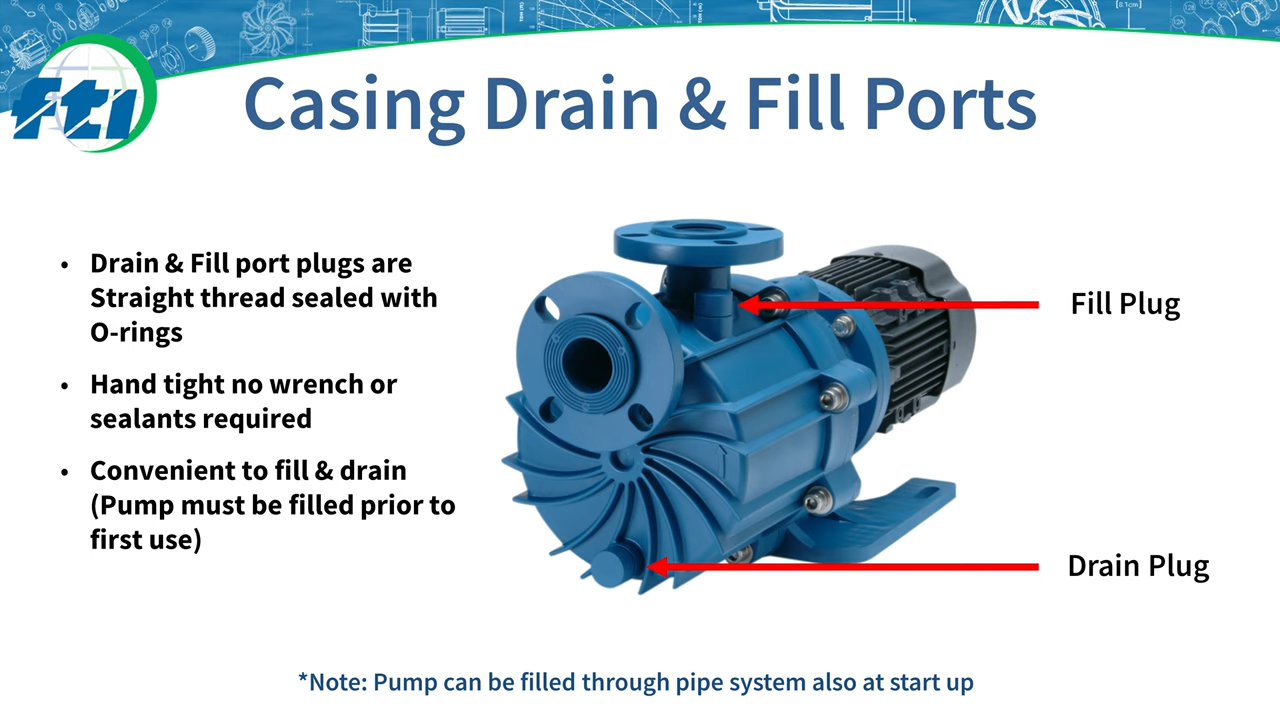 fti
Casing Drain & Fill Ports
• Drain & Fill port plugs are
Straight thread sealed with
O-rings
• Hand tight no wrench or
sealants required
• Convenient to fill & drain
(Pump must be filled prior to
first use)
Fill Plug
Drain Plug
*Note: Pump can be filled through pipe system also at start up